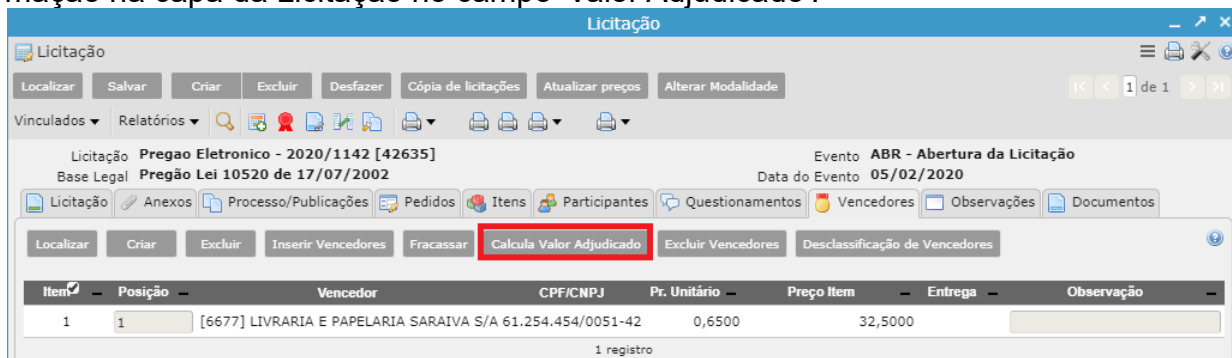 mação na capa da Licitação no campo "Valor Adjudicado".
Licitação
Licitação
Localizar Salvar Criar Excluir Desfazer Cópia de licitações Atualizar preços Alterar Modalidade 1 de 1
Vinculados Relatórios
Licitação Pregao Eletronico - 2020/1142 [42635] Evento ABR - Abertura da Licitação
Base Legal Pregão Lei 10520 de 17/07/2002 Data do Evento 05/02/2020
Licitação Anexos Processo/Publicações Pedidos Itens Participantes Questionamentos Vencedores Observações Documentos
Localizar Criar Excluir Inserir Vencedores Fracassar Calcula Valor Adjudicado Excluir Vencedores Desclassificação de Vencedores
Item Posição Vencedor CPF/CNPJ Pr. Unitário Preço Item Entrega Observação
1 1 [6677] LIVRARIA E PAPELARIA SARAIVA S/A 61.254.454/0051-42 0,6500 32,5000
1 registro